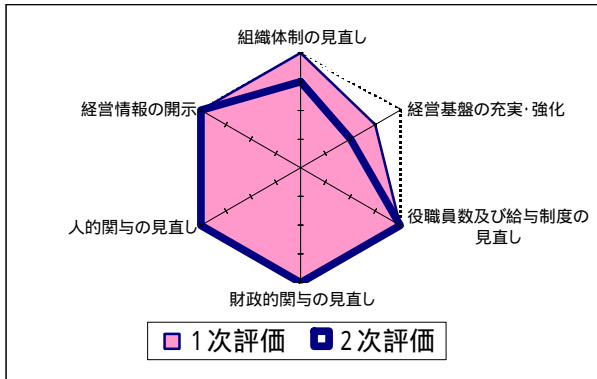 組織体制の見直し
経営情報の開示
経営基盤の充実・強化
人的関与の見直し
役職員数及び給与制度の
見直し
財政的関与の見直し
１次評価 ２次評価